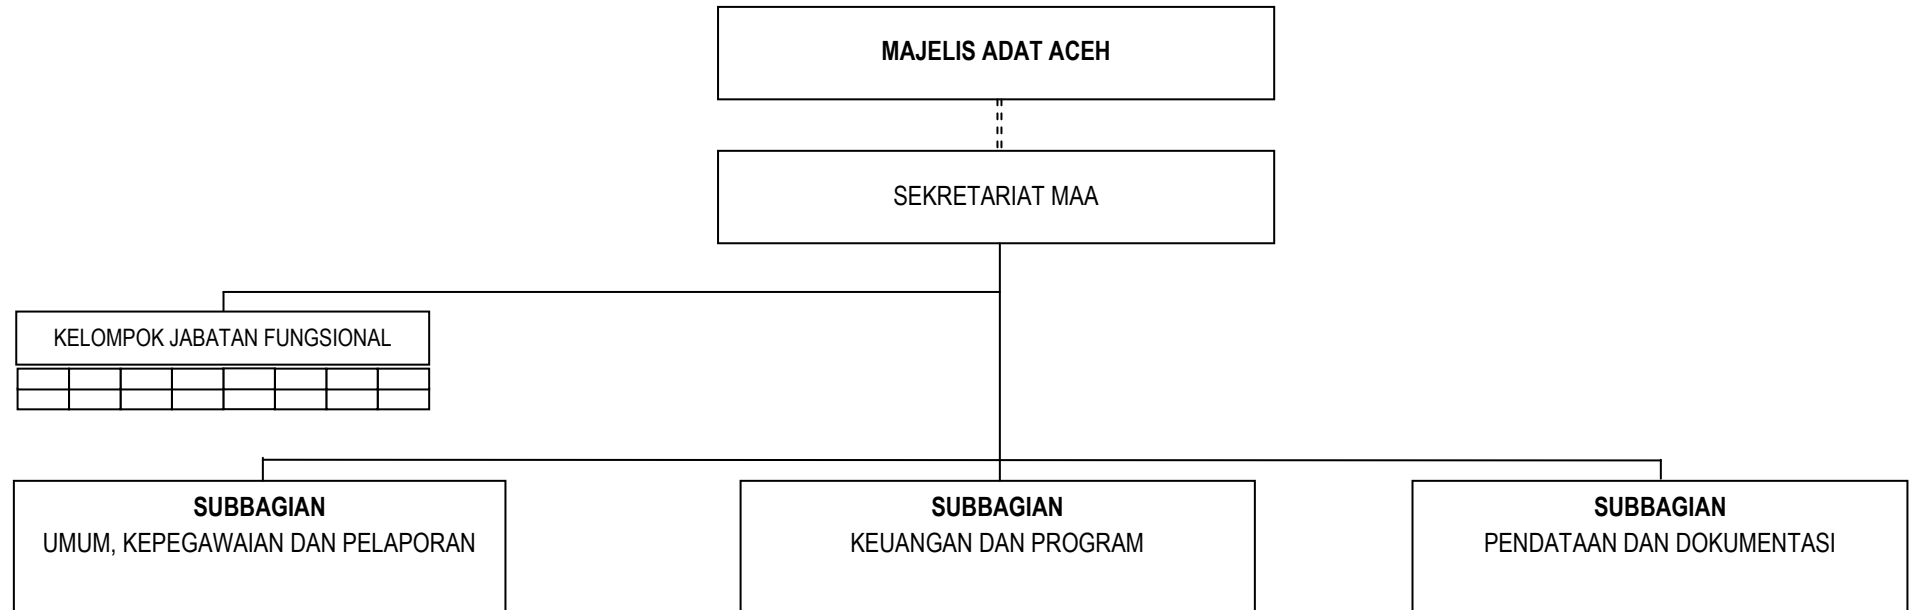 MAJELIS ADAT ACEH
SEKRETARIAT MAA
KELOMPOK JABATAN FUNGSIONAL
SUBBAGIAN
UMUM, KEPEGAWAIAN DAN PELAPORAN
SUBBAGIAN
KEUANGAN DAN PROGRAM
SUBBAGIAN
PENDATAAN DAN DOKUMENTASI